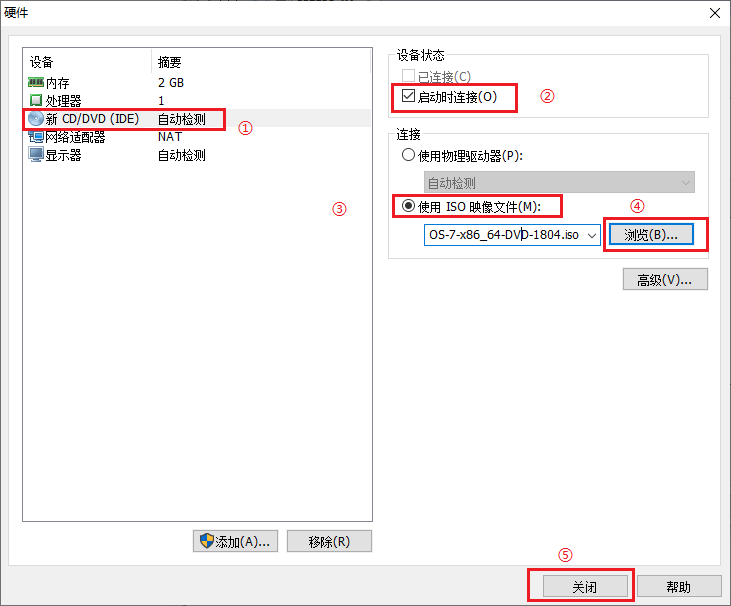 硬件
设备 摘要
内存 2 GB
处理器 1
新 CD/DVD (IDE) 自动检测
①
网络适配器 NAT
显示器 自动检测
③
添加(A)...
移除(R)
设备状态
已连接(C)
启动时连接(O)
②
连接
使用物理驱动器(P):
自动检测
使用 ISO 映像文件(M):
④
OS-7-x86_64-DVD-1804.iso
浏览(B)...
高级(V)...
⑤
关闭
帮助